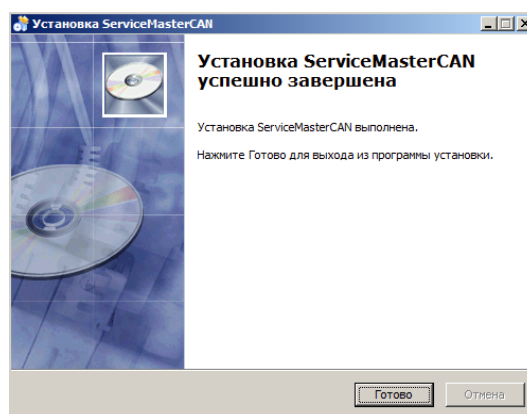 Установка ServiceMasterCAN
Установка ServiceMasterCAN
успешно завершена
Установка ServiceMasterCAN выполнена.
Нажмите Готово для выхода из программы установки.
Готово
Отмена